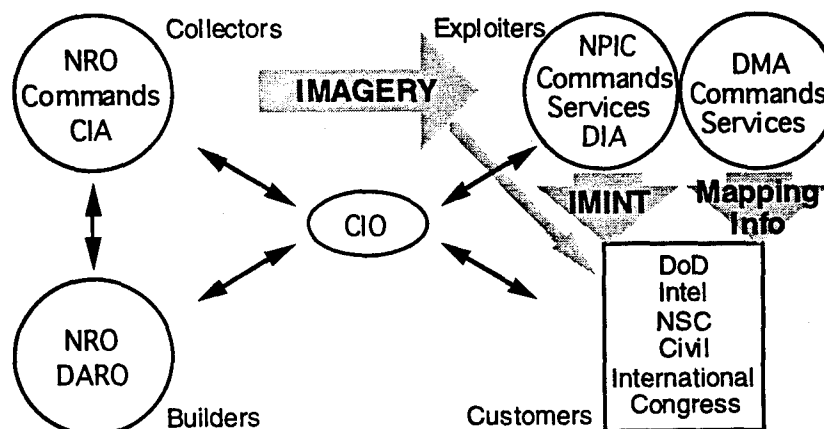 Collectors
NRO
Commands
CIA
IMAGERY
Exploiters
NPIC
Commands
Services
DIA
DMA
Commands
Services
IMINT
Mapping
Info
CIO
NRO
DARO
Builders
DoD
Intel
NSC
Civil
International
Congress
Customers